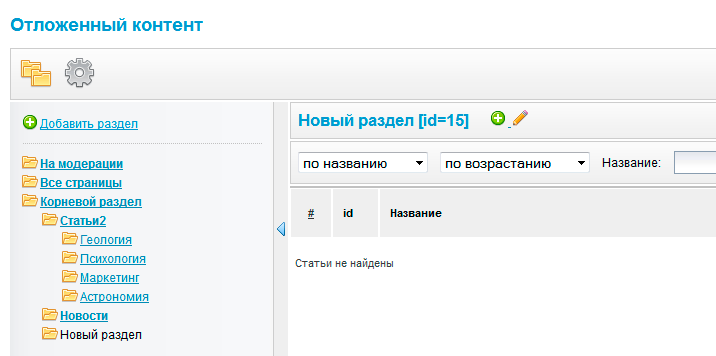 Отложенный контент
Добавить раздел
На модерации
Все страницы
Корневой раздел
Статьи2
Геология
Психология
Маркетинг
Астрономия
Новости
Новый раздел
Новый раздел [id=15]
по названию по возрастанию Название:
# id Название
Статьи не найдены